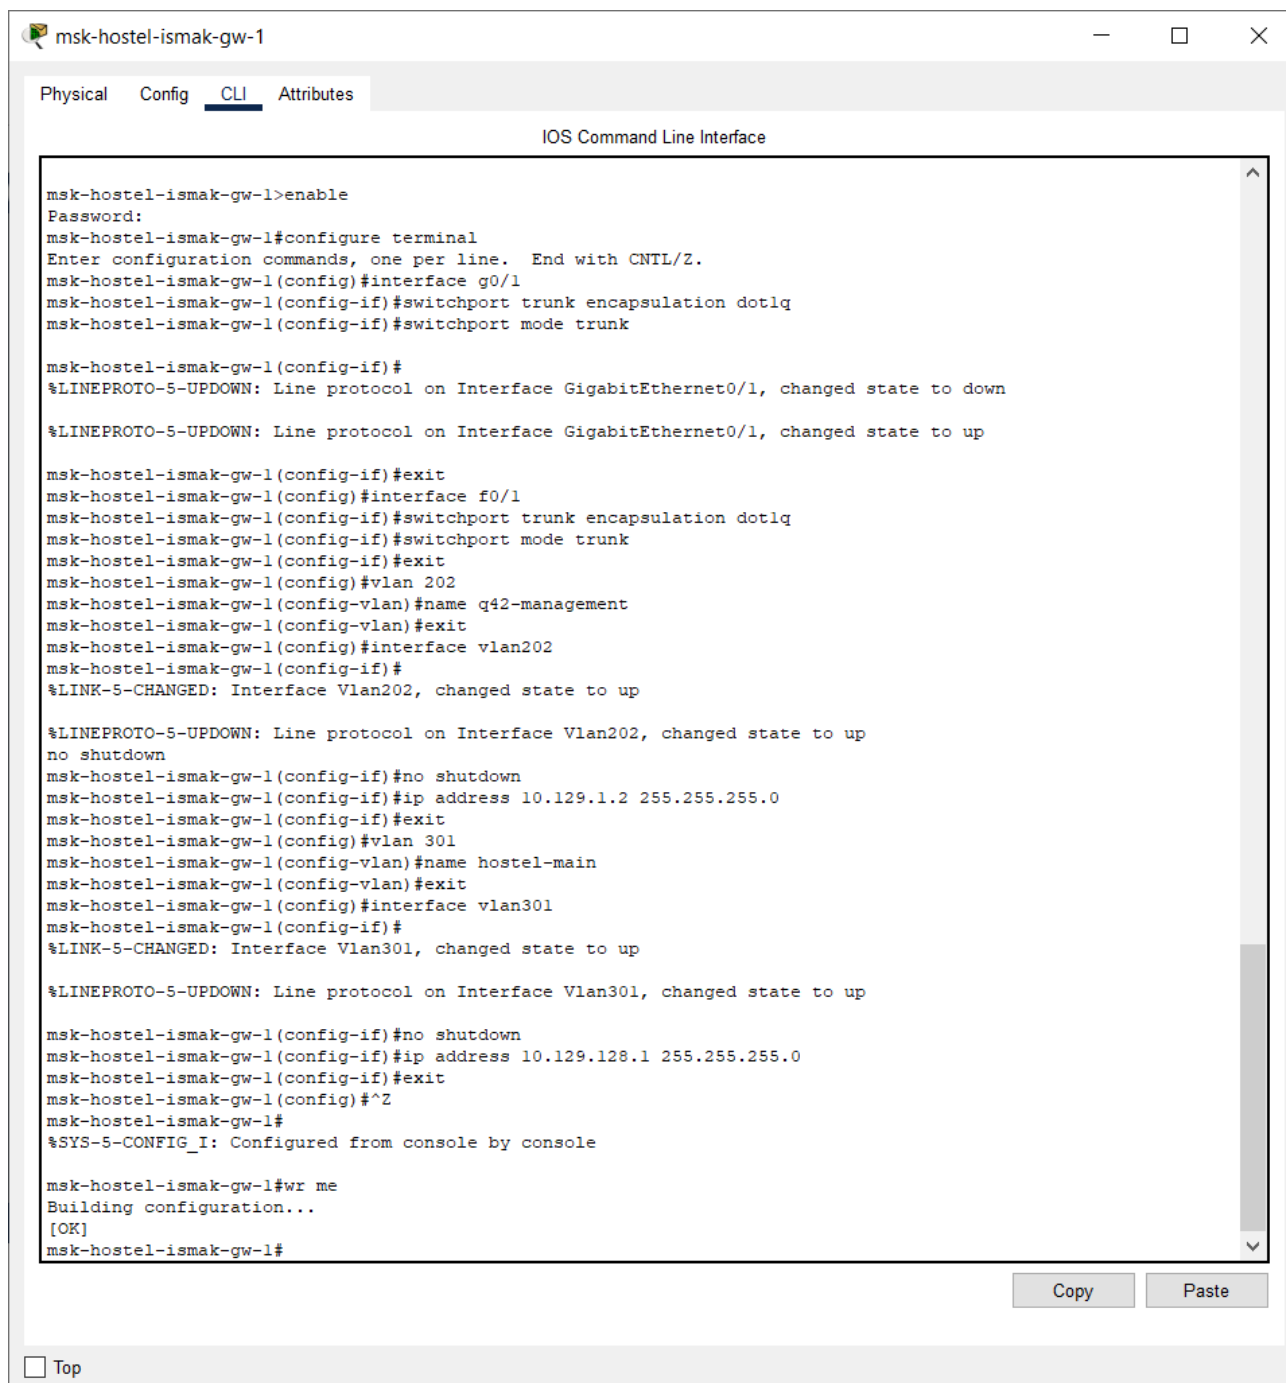 msk-hostel-ismak-gw-1
Physical Config CLI Attributes
IOS Command Line Interface
msk-hostel-ismak-gw-1>enable
Password:
msk-hostel-ismak-gw-1#configure terminal
Enter configuration commands, one per line.  End with CNTL/Z.
msk-hostel-ismak-gw-1(config)#interface g0/1
msk-hostel-ismak-gw-1(config-if)#switchport trunk encapsulation dot1q
msk-hostel-ismak-gw-1(config-if)#switchport mode trunk
msk-hostel-ismak-gw-1(config-if)#
%LINEPROTO-5-UPDOWN: Line protocol on Interface GigabitEthernet0/1, changed state to down
%LINEPROTO-5-UPDOWN: Line protocol on Interface GigabitEthernet0/1, changed state to up
msk-hostel-ismak-gw-1(config-if)#exit
msk-hostel-ismak-gw-1(config)#interface f0/1
msk-hostel-ismak-gw-1(config-if)#switchport trunk encapsulation dot1q
msk-hostel-ismak-gw-1(config-if)#switchport mode trunk
msk-hostel-ismak-gw-1(config-if)#exit
msk-hostel-ismak-gw-1(config)#vlan 202
msk-hostel-ismak-gw-1(config-vlan)#name q42-management
msk-hostel-ismak-gw-1(config-vlan)#exit
msk-hostel-ismak-gw-1(config)#interface vlan202
msk-hostel-ismak-gw-1(config-if)#
%LINK-5-CHANGED: Interface Vlan202, changed state to up
%LINEPROTO-5-UPDOWN: Line protocol on Interface Vlan202, changed state to up
no shutdown
msk-hostel-ismak-gw-1(config-if)#no shutdown
msk-hostel-ismak-gw-1(config-if)#ip address 10.129.1.2 255.255.255.0
msk-hostel-ismak-gw-1(config-if)#exit
msk-hostel-ismak-gw-1(config)#vlan 301
msk-hostel-ismak-gw-1(config-vlan)#name hostel-main
msk-hostel-ismak-gw-1(config-vlan)#exit
msk-hostel-ismak-gw-1(config)#interface vlan301
msk-hostel-ismak-gw-1(config-if)#
%LINK-5-CHANGED: Interface Vlan301, changed state to up
%LINEPROTO-5-UPDOWN: Line protocol on Interface Vlan301, changed state to up
msk-hostel-ismak-gw-1(config-if)#no shutdown
msk-hostel-ismak-gw-1(config-if)#ip address 10.129.128.1 255.255.255.0
msk-hostel-ismak-gw-1(config-if)#exit
msk-hostel-ismak-gw-1(config)#^Z
msk-hostel-ismak-gw-1#
%SYS-5-CONFIG_I: Configured from console by console
msk-hostel-ismak-gw-1#wr me
Building configuration...
[OK]
msk-hostel-ismak-gw-1#
Copy Paste
Top